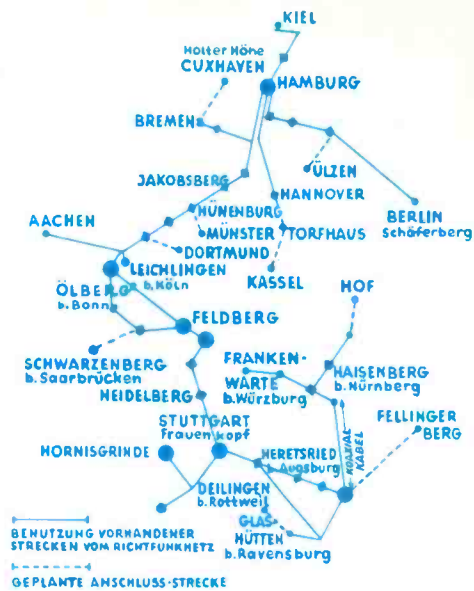 KIEL
Holter Höhe
CUXHAVEN
HAMBURG
BREMEN
ÜLZEN
JAKOBSBERG
HANNOVER
BERLIN
Schäferberg
HÜNENBURG
AACHEN
MÜNSTER
TORFHAUS
DORTMUND
LEICHLINGEN
b.Köln
KASSEL
HOF
ÖLBERG
b.Bonn
FELDBERG
FRANKEN-
WARTE
b.Würzburg
HAISENBERG
b.Nürnberg
SCHWARZENBERG
b.Saarbrücken
HEIDELBERG
FELLINGER
BERG
STUTTGART
Frauenkopf
KOAXIAL
KABEL
HORNISGRINDE
HERETSRIED
b.Augsburg
DEILINGEN
b.Rottweil
GLAS-
HÜTTEN
b.Ravensburg
BENUTZUNG VORHANDENER
STRECKEN VOM RICHTFUNKNETZ
GEPLANTE ANSCHLUSS-STRECKE